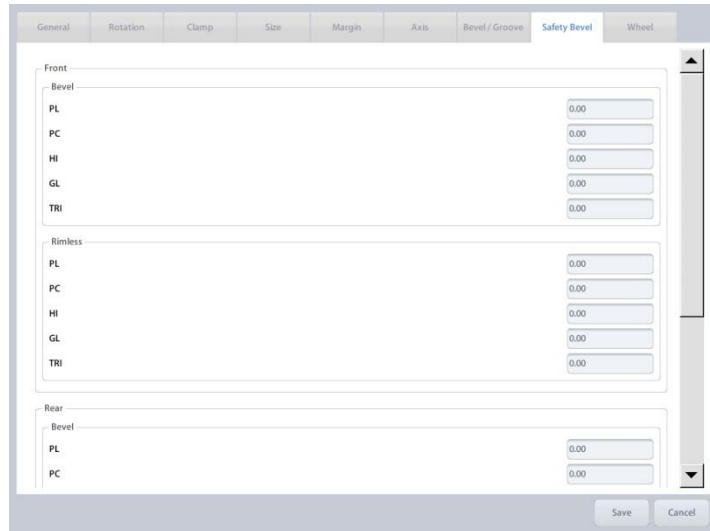 General Rotation Clamp Size Margin Axis Bevel / Groove Safety Bevel Wheel
Front
Bevel
PL 0.00
PC 0.00
HI 0.00
GL 0.00
TRI 0.00
Rimless
PL 0.00
PC 0.00
HI 0.00
GL 0.00
TRI 0.00
Rear
Bevel
PL 0.00
PC 0.00
Save Cancel